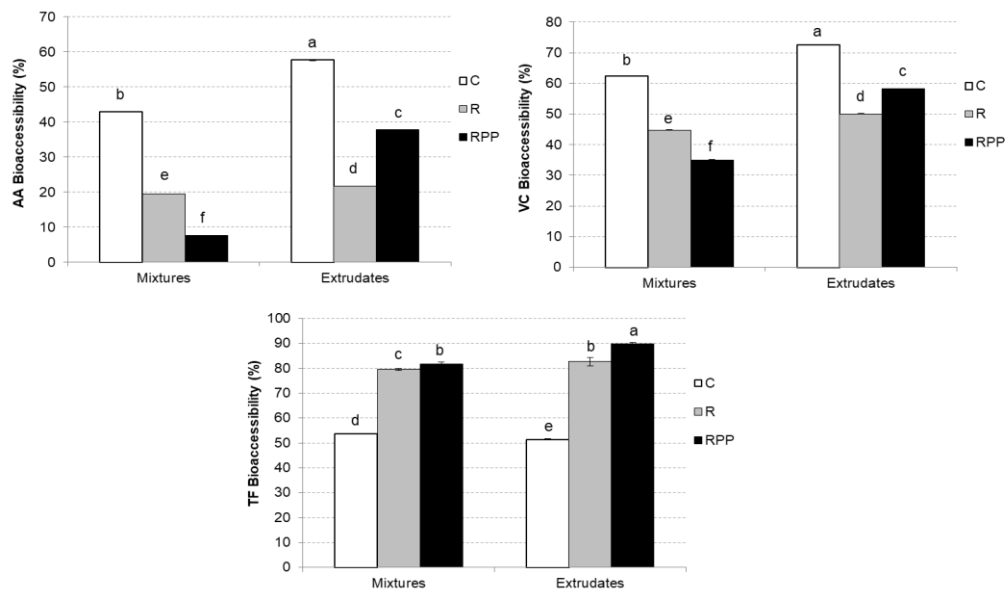 AA Bioaccessibility (%)
70
60
50
40
30
20
10
0
b
e
f
a
d
c
Mixtures
Extrudates
C
R
RPP
VC Bioaccessibility (%)
80
70
60
50
40
30
20
10
0
b
e
f
a
d
c
Mixtures
Extrudates
C
R
RPP
TF Bioaccessibility (%)
100
90
80
70
60
50
40
30
20
10
0
d
c
b
e
b
a
Mixtures
Extrudates
C
R
RPP